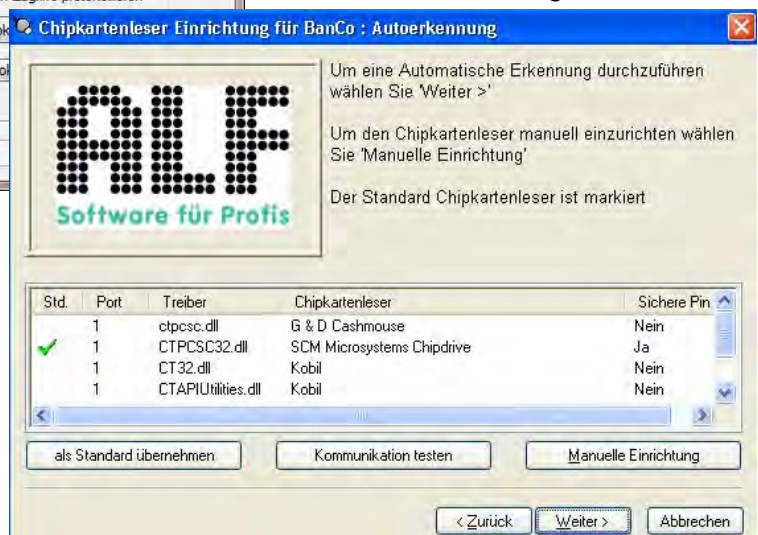 Chipkartenleser Einrichtung für BanCo : Autoerkennung
ALF
Software für Profis
Um eine Automatische Erkennung durchzuführen
wählen Sie 'Weiter >'
Um den Chipkartenleser manuell einzurichten wählen
Sie 'Manuelle Einrichtung'
Der Standard Chipkartenleser ist markiert
Std. Port Treiber Chipkartenleser Sichere Pin
1 ctpcsc.dll G & D Cashmouse Nein
1 CTPCSC32.dll SCM Microsystems Chipdrive Ja
1 CT32.dll Kobil Nein
1 CTAPIUtilities.dll Kobil Nein
als Standard übernehmen Kommunikation testen Manuelle Einrichtung
< Zurück Weiter > Abbrechen